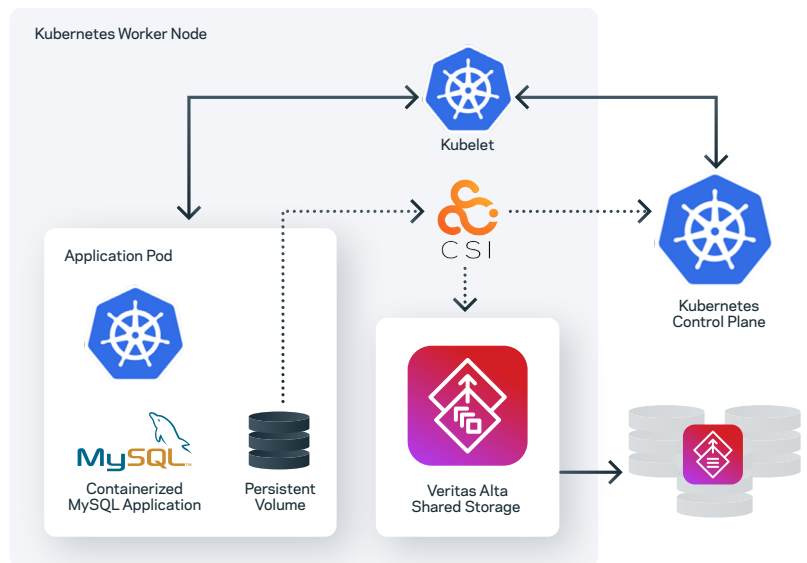 Kubernetes Worker Node
Kubelet
CSI
Application Pod
Kubernetes
Control Plane
MySQL
Containerized
MySQL Application
Persistent
Volume
Veritas Alta
Shared Storage